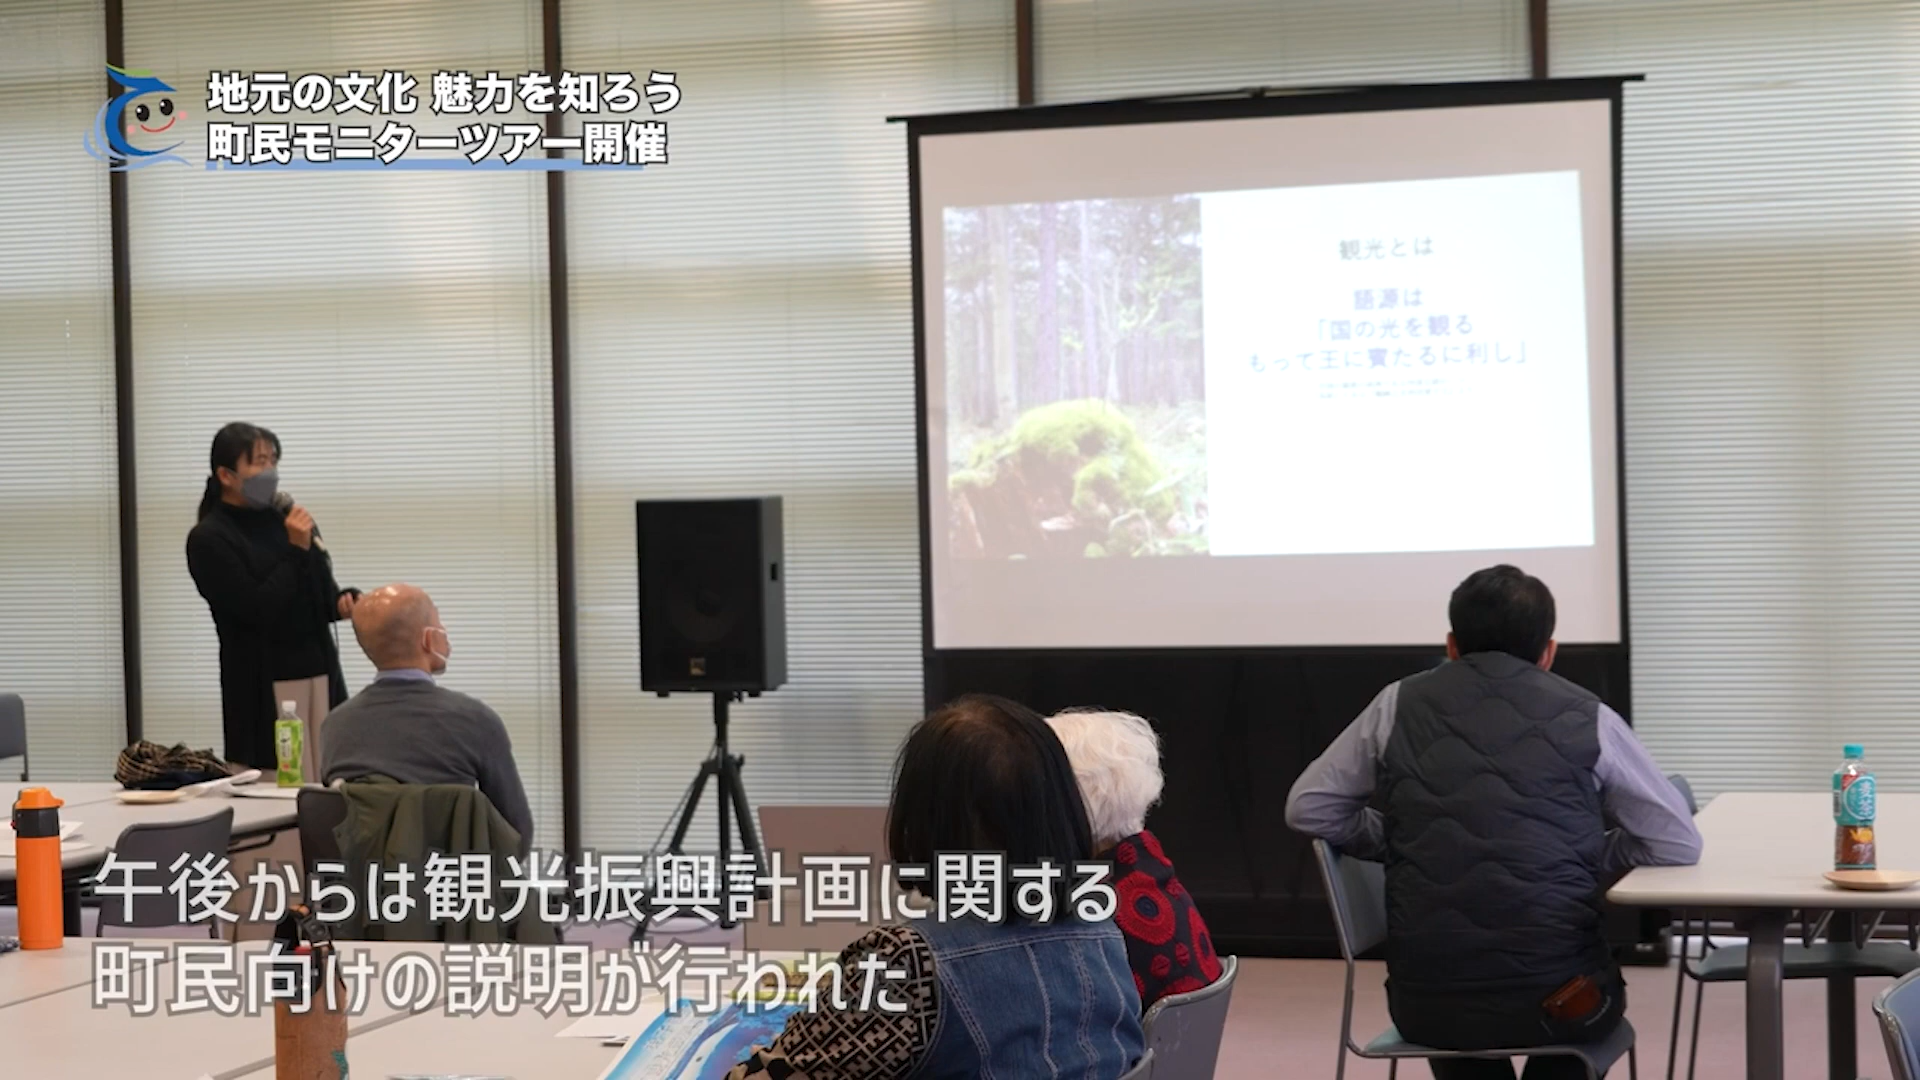 地元の文化 魅力を知ろう
町民モニターツアー開催
観光とは
語源は
「国の光を観る
もって王に賓たるに利し」
麦茶
午後からは観光振興計画に関する
町民向けの説明が行われた